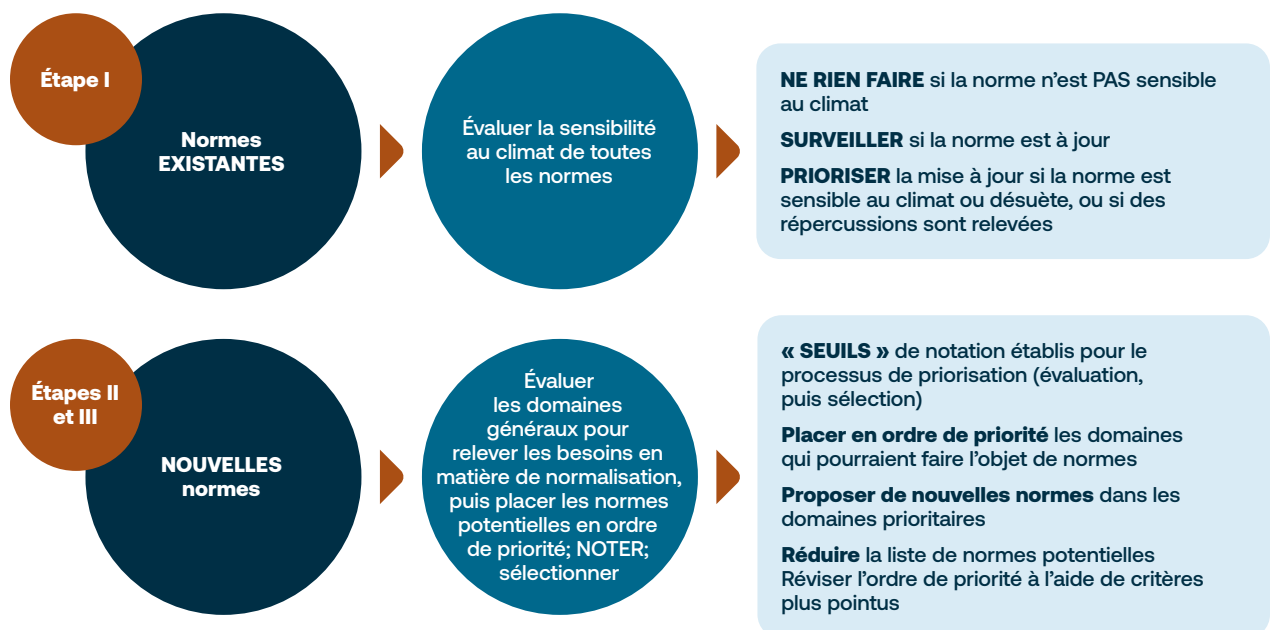 Étape I
Normes
EXISTANTES
Évaluer la sensibilité
au climat de toutes
les normes
NE RIEN FAIRE si la norme n’est PAS sensible
au climat
SURVEILLER si la norme est à jour
PRIORISER la mise à jour si la norme est
sensible au climat ou désuète, ou si des
répercussions sont relevées
Étapes II
et III
NOUVELLES
normes
Évaluer
les domaines
généraux pour
relever les besoins en
matière de normalisation,
puis placer les normes
potentielles en ordre
de priorité; NOTER;
sélectionner
« SEUILS » de notation établis pour le
processus de priorisation (évaluation,
puis sélection)
Placer en ordre de priorité les domaines
qui pourraient faire l’objet de normes
Proposer de nouvelles normes dans les
domaines prioritaires
Réduire la liste de normes potentielles
Réviser l’ordre de priorité à l’aide de critères
plus pointus